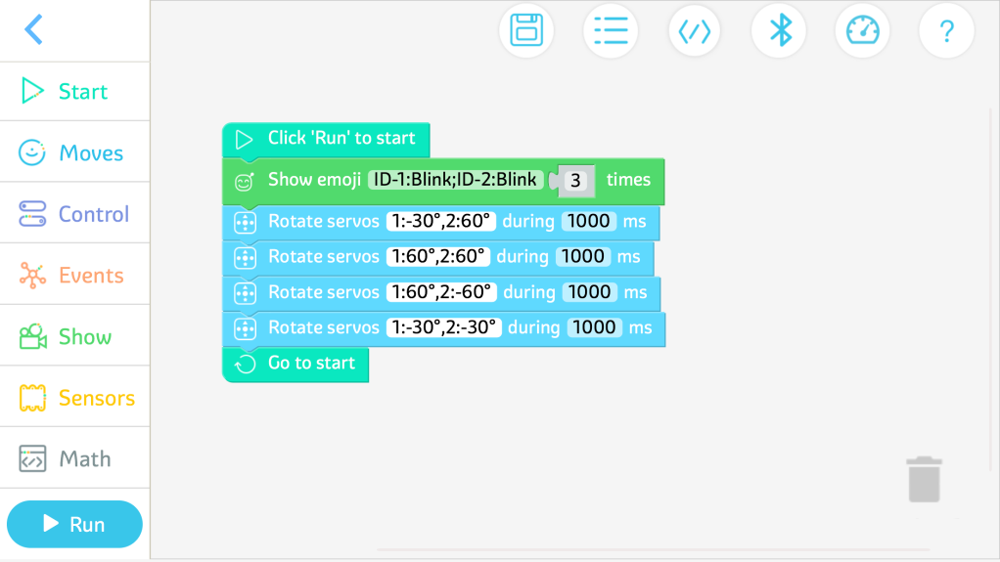 ?
Start
Moves
Control
Events
Show
Sensors
Math
Run
Click 'Run' to start
Show emoji ID-1:Blink;ID-2:Blink 3 times
Rotate servos 1:-30°,2:60° during 1000 ms
Rotate servos 1:60°,2:60° during 1000 ms
Rotate servos 1:60°,2:-60° during 1000 ms
Rotate servos 1:-30°,2:-30° during 1000 ms
Go to start